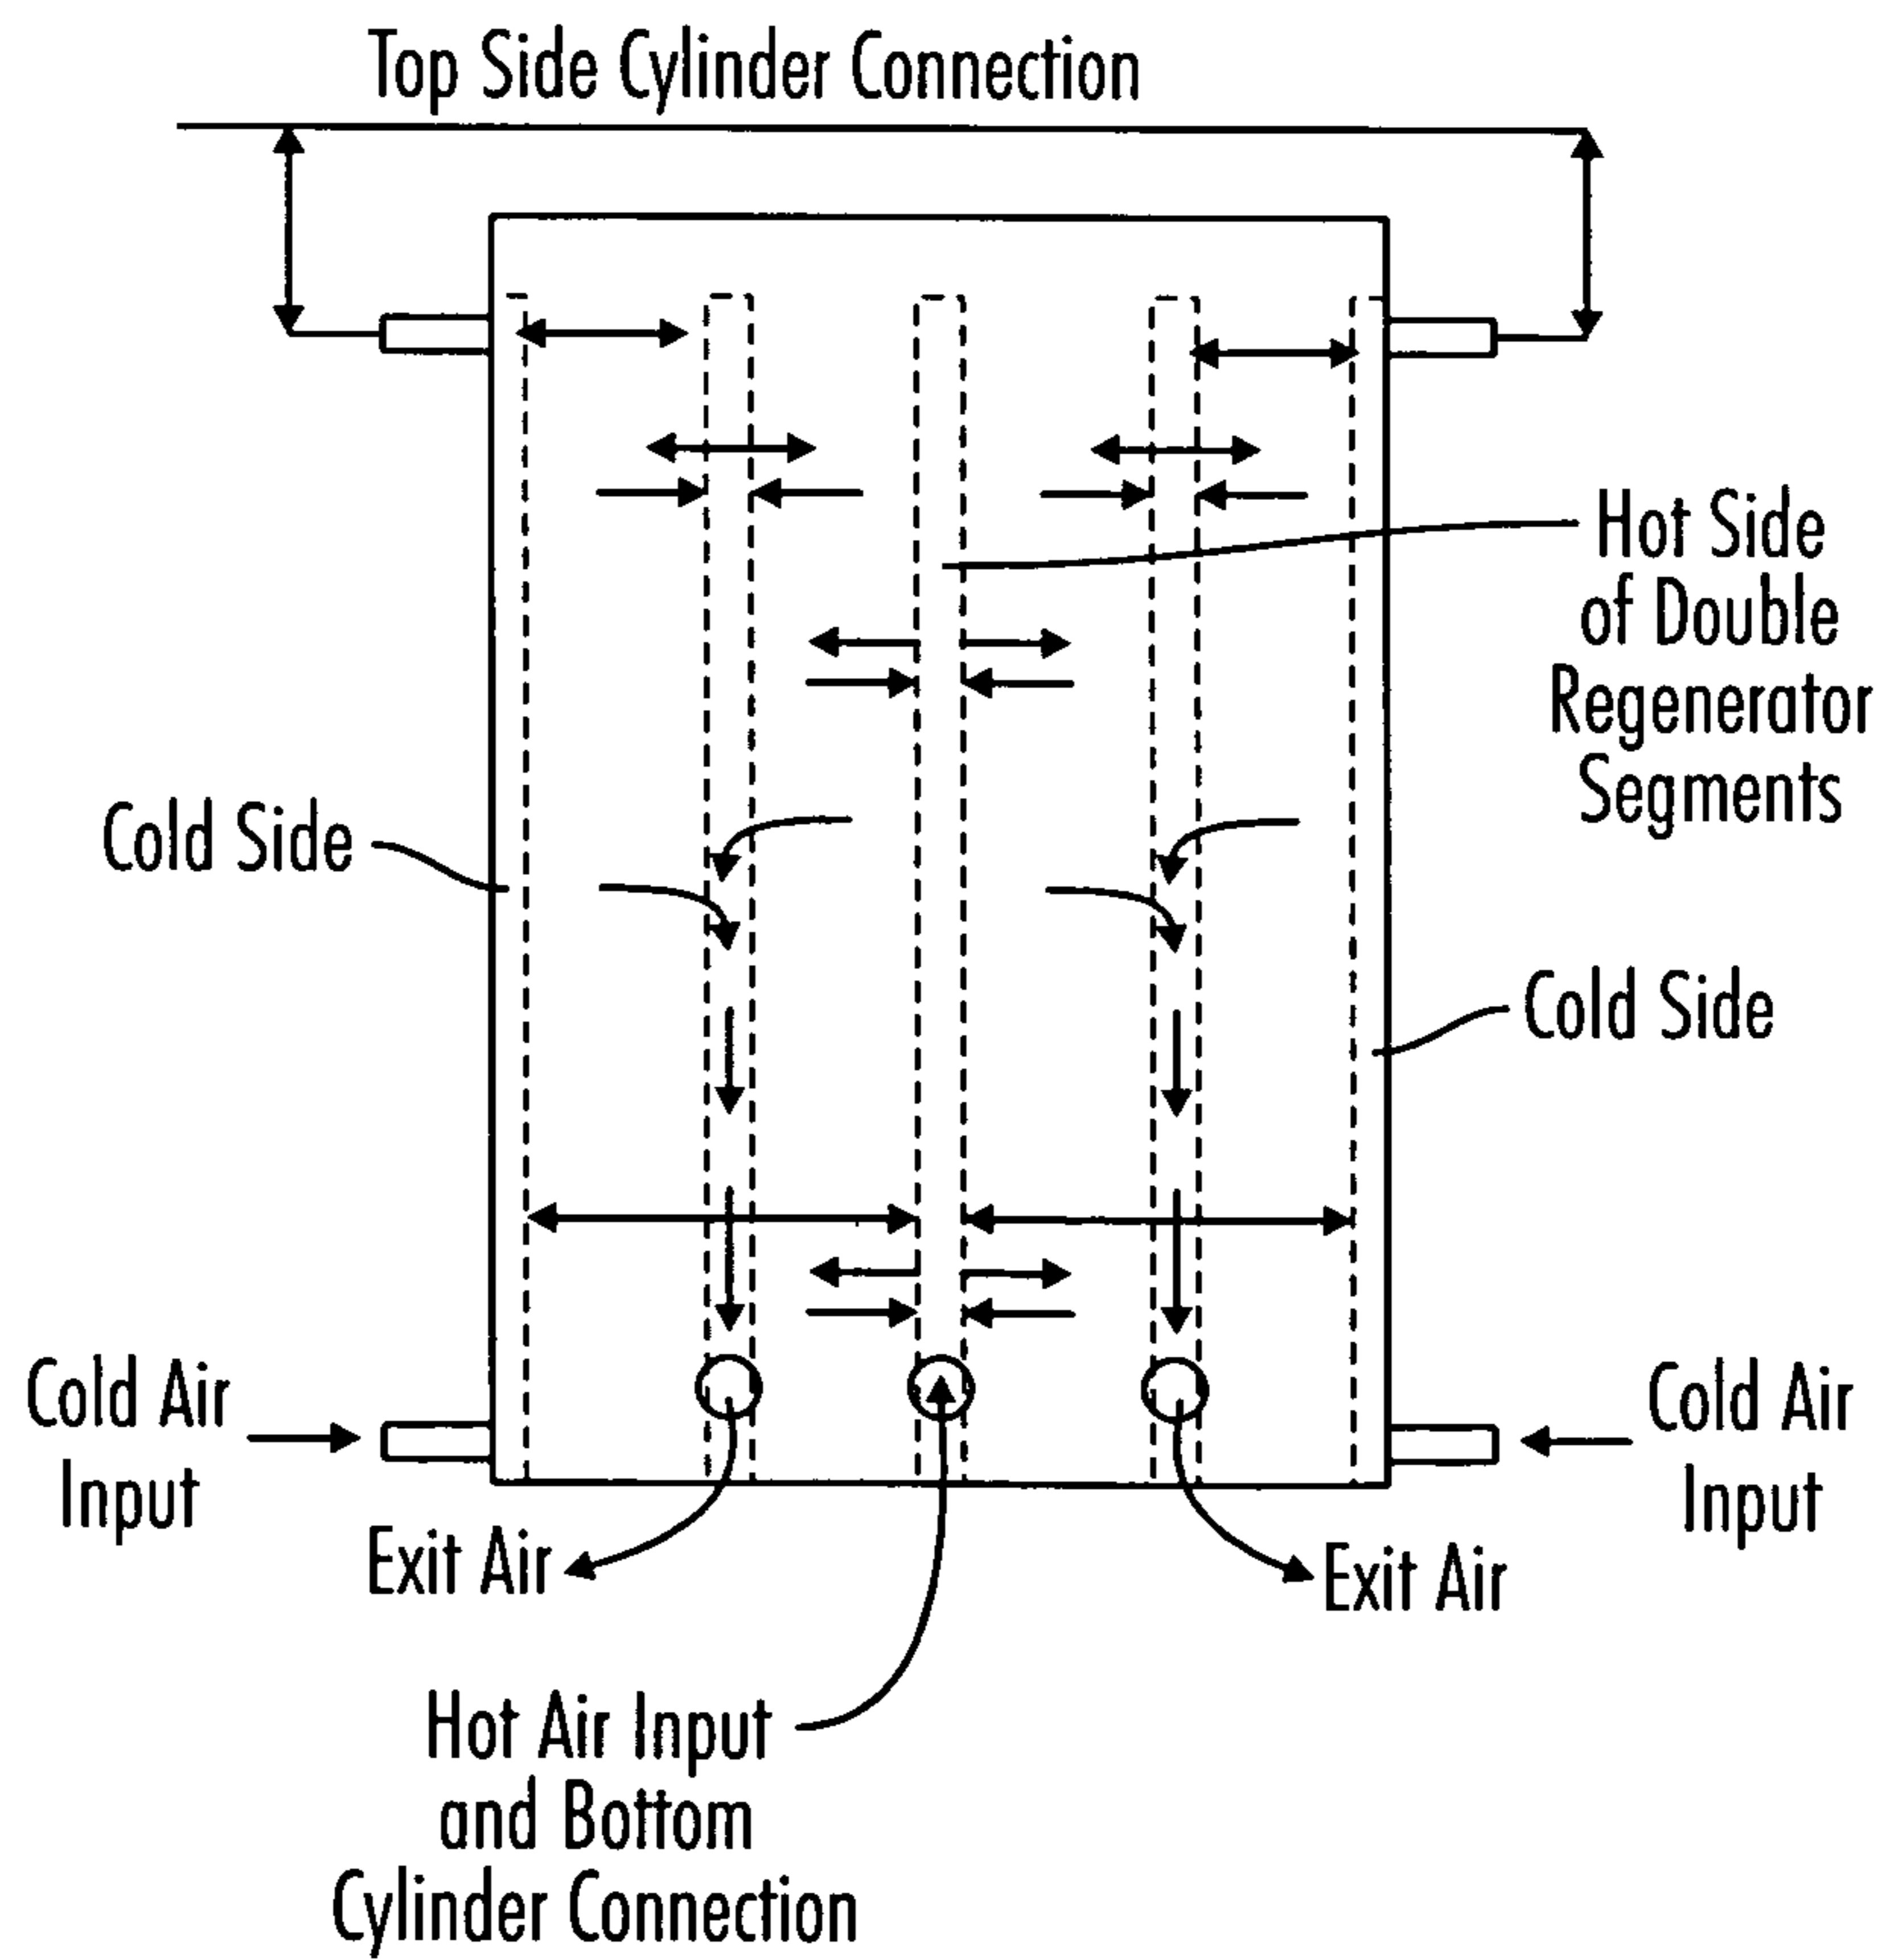 Top Side Cylinder Connection
Hot Side
of Double
Regenerator
Segments
Cold Side
Cold Side
Cold Air
Input
Cold Air
Input
Exit Air
Exit Air
Hot Air Input
and Bottom
Cylinder Connection